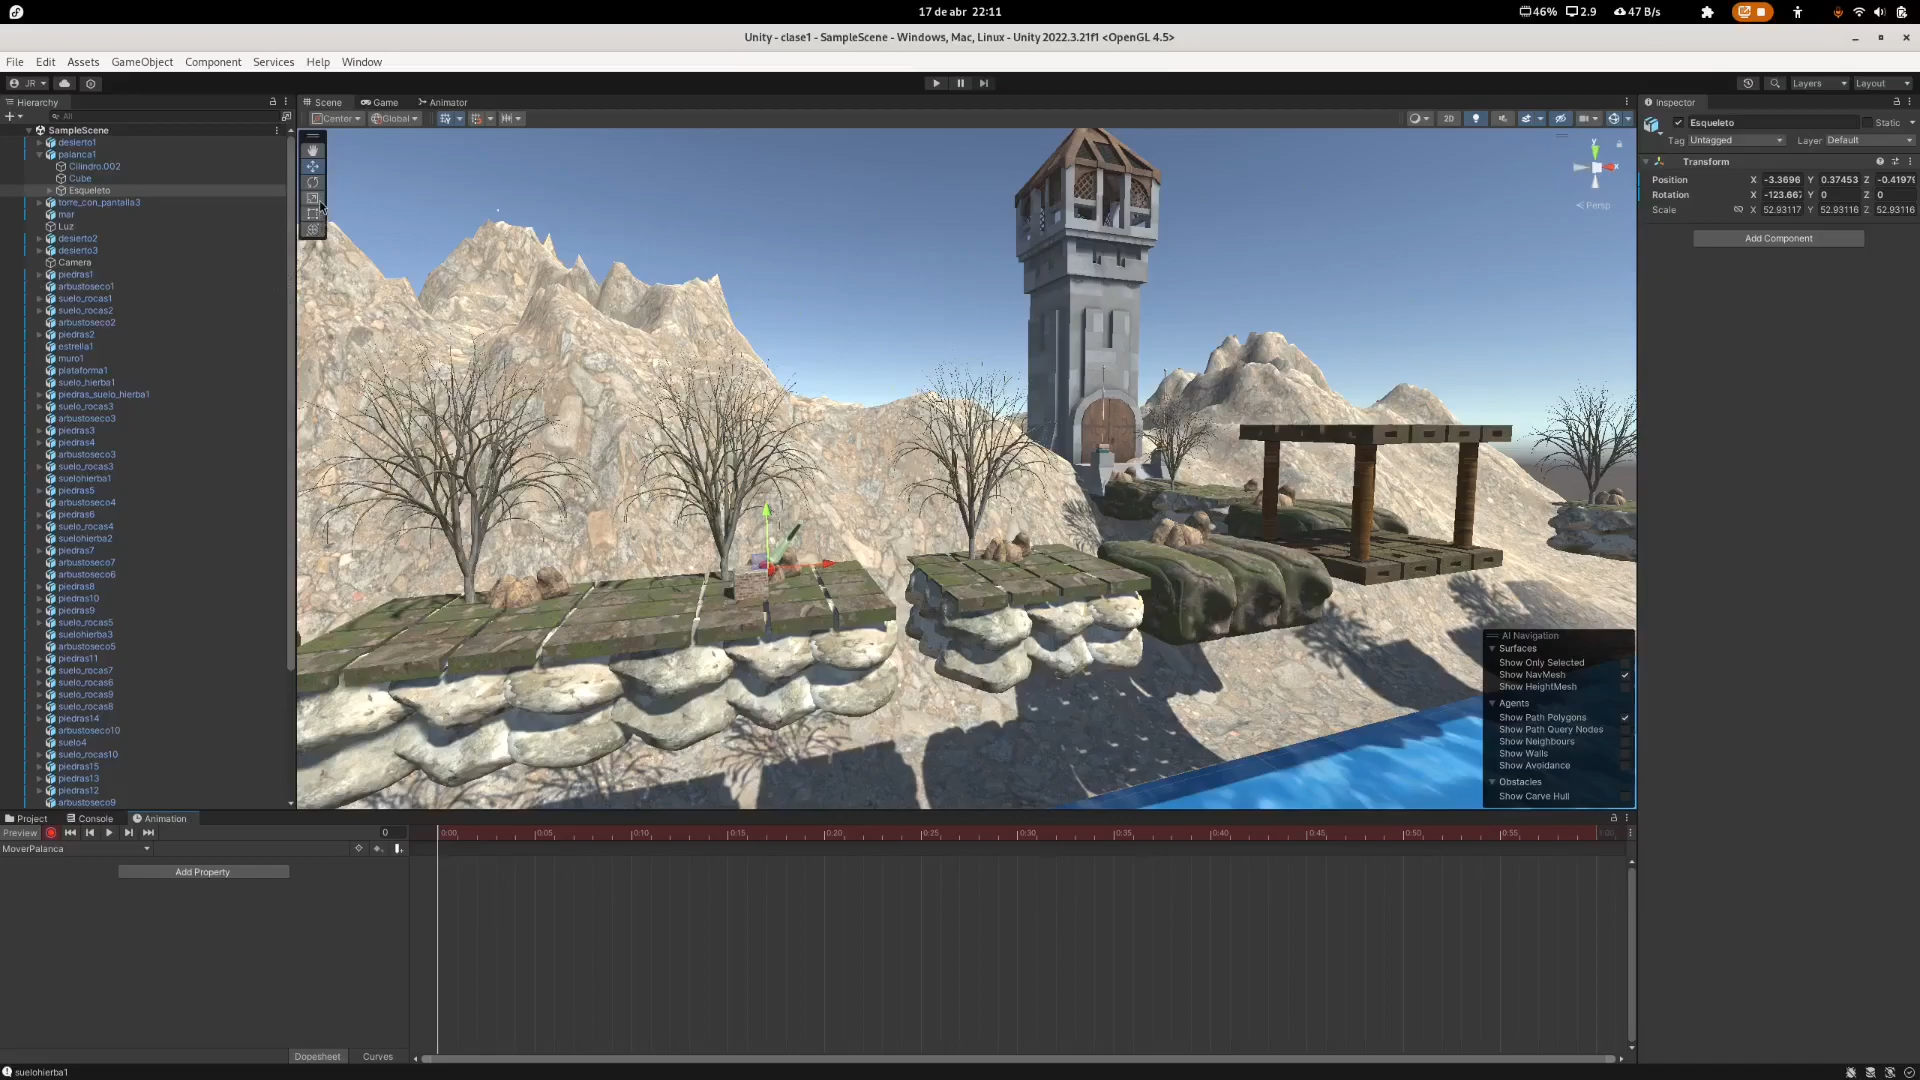 17 de abr 22:11
46% 2.9 47 B/s
Unity - clase1 - SampleScene - Windows, Mac, Linux - Unity 2022.3.21f1 <OpenGL 4.5>
File Edit Assets GameObject Component Services Help Window
JR Layers Layout
Hierarchy
All
SampleScene
desierto1
palanca1
Cilindro.002
Cube
Esqueleto
torre_con_pantalla3
mar
Luz
desierto2
desierto3
Camera
piedras1
arbustoseco1
suelo_rocas1
suelo_rocas2
arbustoseco2
piedras2
estrella1
muro1
plataforma1
suelo_hierba1
piedras_suelo_hierba1
suelo_rocas3
arbustoseco3
piedras3
piedras4
arbustoseco3
suelo_rocas3
suelohierba1
piedras5
arbustoseco4
piedras6
suelo_rocas4
suelohierba2
piedras7
arbustoseco7
arbustoseco6
piedras8
piedras10
piedras9
suelo_rocas5
suelohierba3
arbustoseco5
piedras11
suelo_rocas7
suelo_rocas6
suelo_rocas9
suelo_rocas8
piedras14
arbustoseco10
suelo4
suelo_rocas10
piedras15
piedras13
piedras12
arbustoseco9
Scene Game Animator
Center Global 2D
y
x
Persp
AI Navigation
Surfaces
Show Only Selected
Show NavMesh
Show HeightMesh
Agents
Show Path Polygons
Show Path Query Nodes
Show Neighbours
Show Walls
Show Avoidance
Obstacles
Show Carve Hull
Inspector
Esqueleto Static
Tag Untagged Layer Default
Transform
Position X -3.3696 Y 0.37453 Z -0.41979
Rotation X -123.667 Y 0 Z 0
Scale X 52.93117 Y 52.93116 Z 52.93116
Add Component
Project Console Animation
Preview 0
0:00 0:05 0:10 0:15 0:20 0:25 0:30 0:35 0:40 0:45 0:50 0:55 1:00
MoverPalanca
Add Property
Dopesheet Curves
suelohierba1